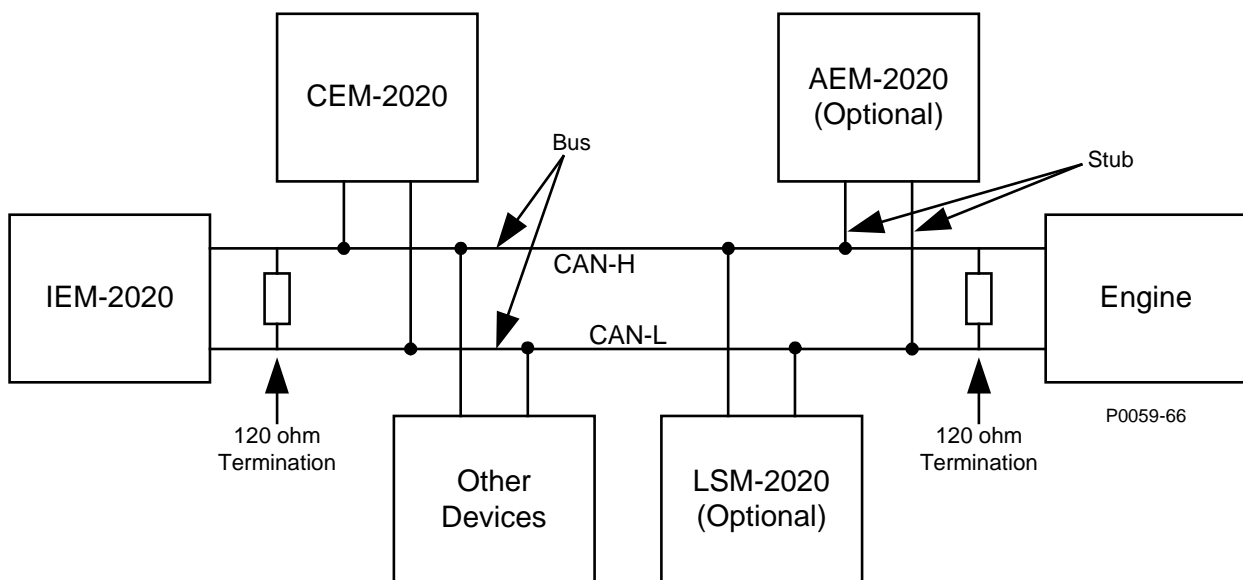 CEM-2020
AEM-2020
(Optional)
Bus
Stub
IEM-2020
CAN-H
CAN-L
Engine
P0059-66
120 ohm
Termination
Other
Devices
LSM-2020
(Optional)
120 ohm
Termination